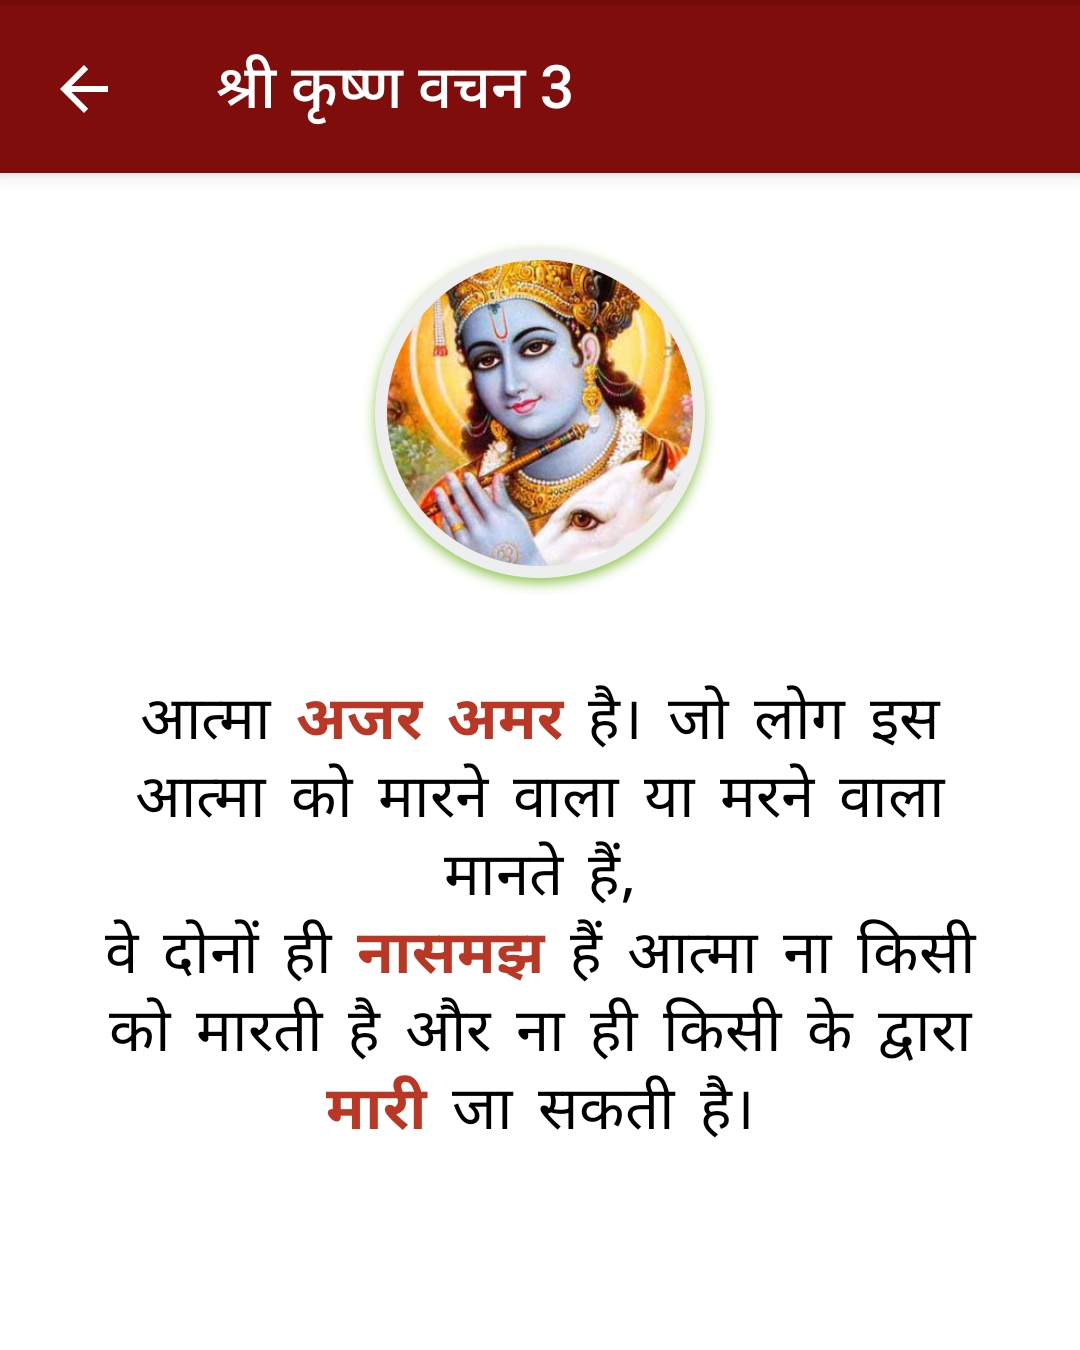 श्री कृष्ण वचन 3
आत्मा अजर अमर है। जो लोग इस
आत्मा को मारने वाला या मरने वाला
मानते हैं,
वे दोनों ही नासमझ हैं आत्मा ना किसी
को मारती है और ना ही किसी के द्वारा
मारी जा सकती है।